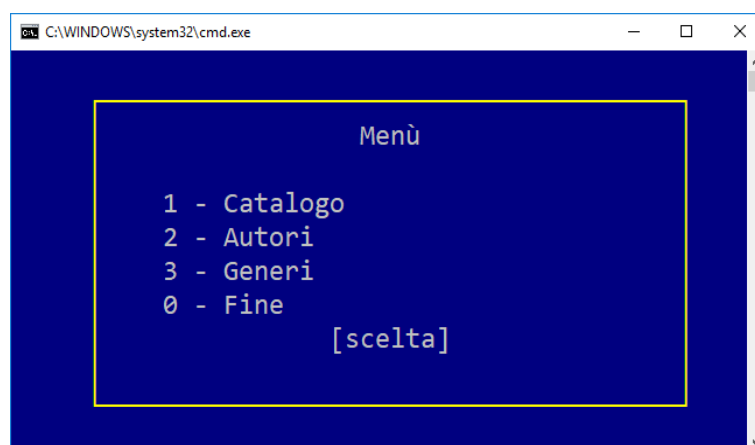 C:\WINDOWS\system32\cmd.exe
Menù
1 - Catalogo
2 - Autori
3 - Generi
0 - Fine
[scelta]